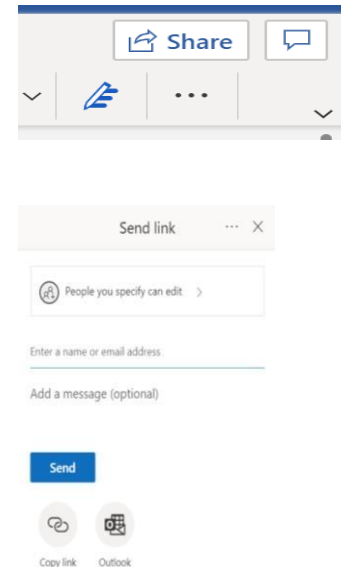 Share
Send link
People you specify can edit
Enter a name or email address
Add a message (optional)
Send
Copy link Outlook